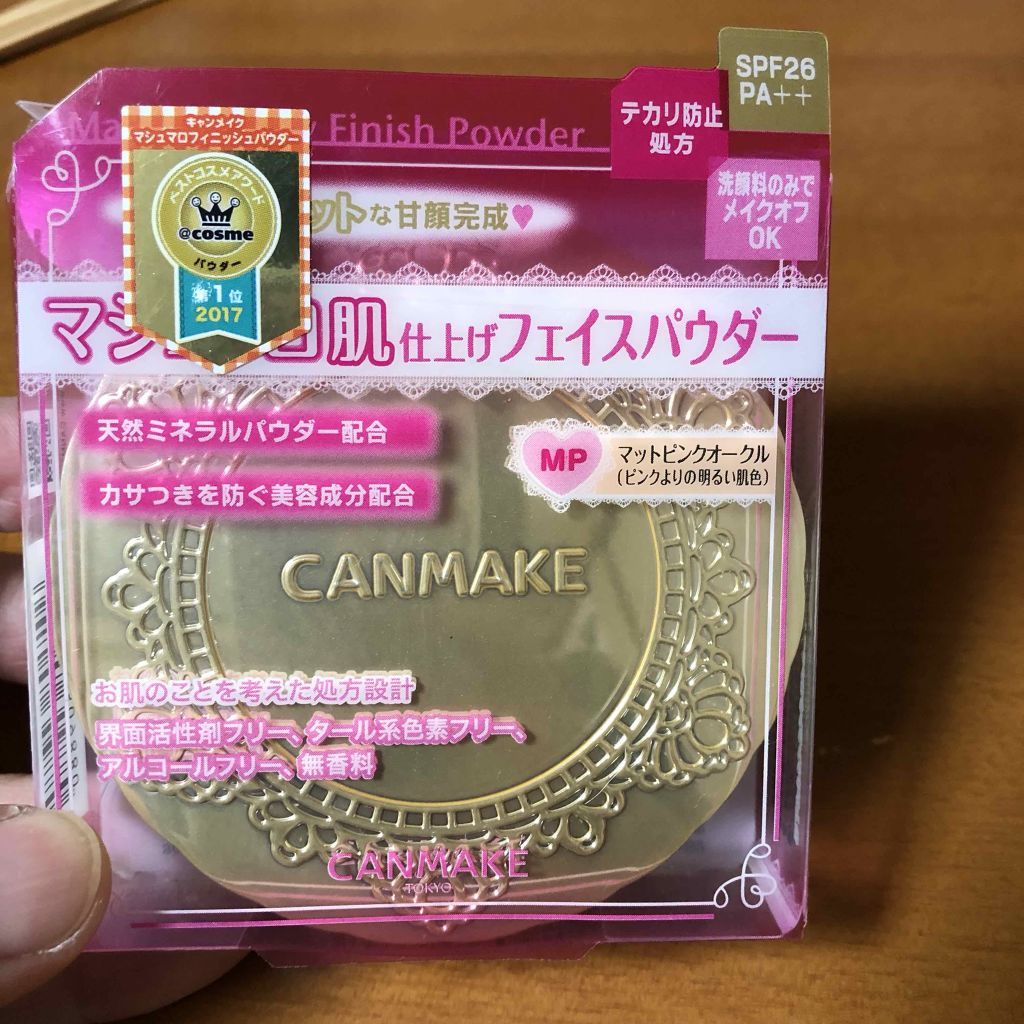 SPF26
PA++
テカリ防止
処方
Finish Powder
キャンメイク
マシュマロフィニッシュパウダー
洗顔料のみで
メイクオフ
OK
ベストコスメアワード
@cosme
パウダー
第1位
2017
ットな甘顔完成♥
マシュマロ肌仕上げフェイスパウダー
天然ミネラルパウダー配合
MP
マットピンクオークル
(ピンクよりの明るい肌色)
カサつきを防ぐ美容成分配合
CANMAKE
お肌のことを考えた処方設計
界面活性剤フリー、タール系色素フリー、
アルコールフリー、無香料
CANMAKE
TOKYO